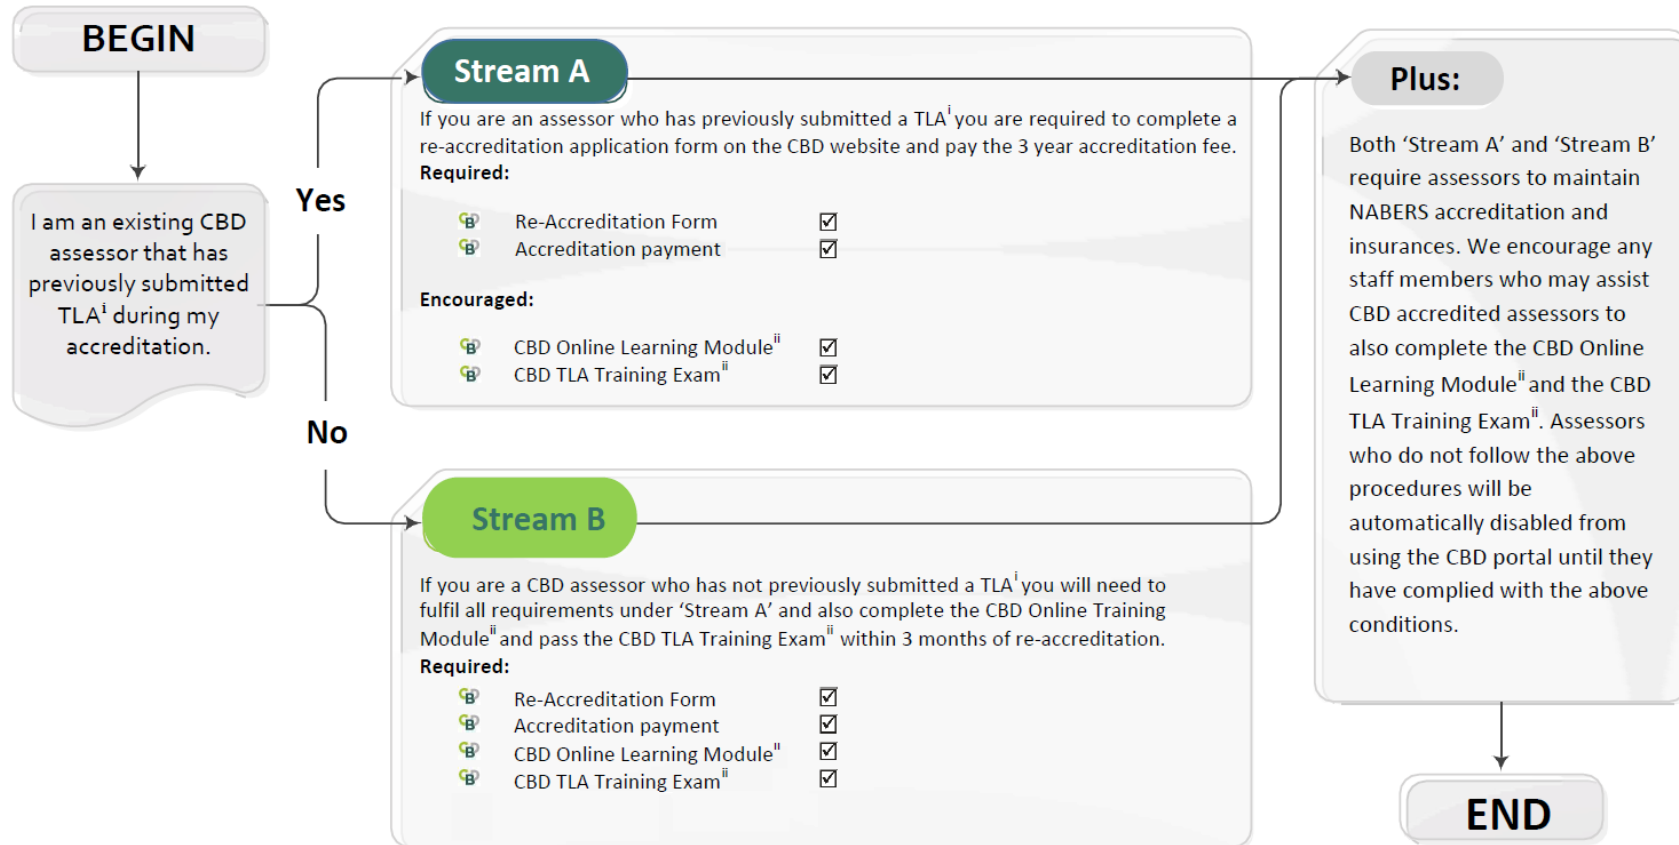 BEGIN
I am an existing CBD
assessor that has
previously submitted
TLAⁱ during my
accreditation.
Yes
No
Stream A
If you are an assessor who has previously submitted a TLAⁱ you are required to complete a
re-accreditation application form on the CBD website and pay the 3 year accreditation fee.
Required:
CBD Re-Accreditation Form ☑
CBD Accreditation payment ☑
Encouraged:
CBD CBD Online Learning Moduleⁱⁱ ☑
CBD CBD TLA Training Examⁱⁱ ☑
Stream B
If you are a CBD assessor who has not previously submitted a TLAⁱ you will need to
fulfil all requirements under ‘Stream A’ and also complete the CBD Online Training
Moduleⁱⁱ and pass the CBD TLA Training Examⁱⁱ within 3 months of re-accreditation.
Required:
CBD Re-Accreditation Form ☑
CBD Accreditation payment ☑
CBD CBD Online Learning Moduleⁱⁱ ☑
CBD CBD TLA Training Examⁱⁱ ☑
Plus:
Both ‘Stream A’ and ‘Stream B’
require assessors to maintain
NABERS accreditation and
insurances. We encourage any
staff members who may assist
CBD accredited assessors to
also complete the CBD Online
Learning Moduleⁱⁱ and the CBD
TLA Training Examⁱⁱ. Assessors
who do not follow the above
procedures will be
automatically disabled from
using the CBD portal until they
have complied with the above
conditions.
END